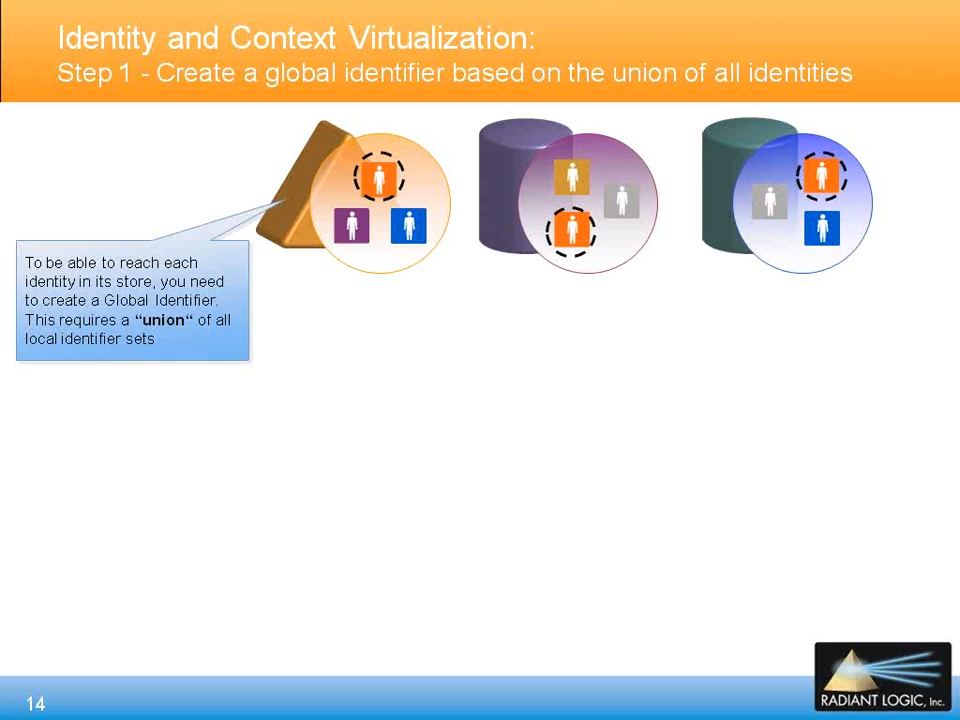 Identity and Context Virtualization:
Step 1 - Create a global identifier based on the union of all identities
To be able to reach each
identity in its store, you need
to create a Global Identifier.
This requires a “union“ of all
local identifier sets
14
RADIANT LOGIC, Inc.